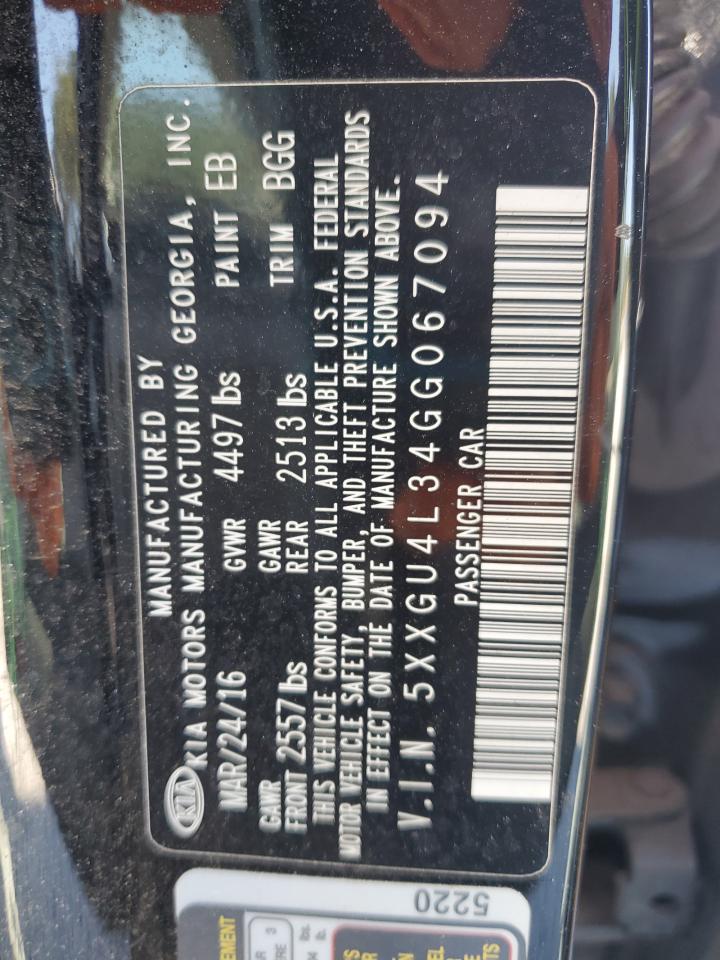 MANUFACTURED BY
KIA KIA MOTORS MANUFACTURING GEORGIA, INC.
MAR/24/16 GVWR 4497 lbs PAINT EB
GAWR FRONT 2557 lbs GAWR REAR 2513 lbs TRIM BGG
THIS VEHICLE CONFORMS TO ALL APPLICABLE U.S.A. FEDERAL
MOTOR VEHICLE SAFETY, BUMPER, AND THEFT PREVENTION STANDARDS
IN EFFECT ON THE DATE OF MANUFACTURE SHOWN ABOVE.
V.I.N. 5XXGU4L34GG067094
PASSENGER CAR
5220